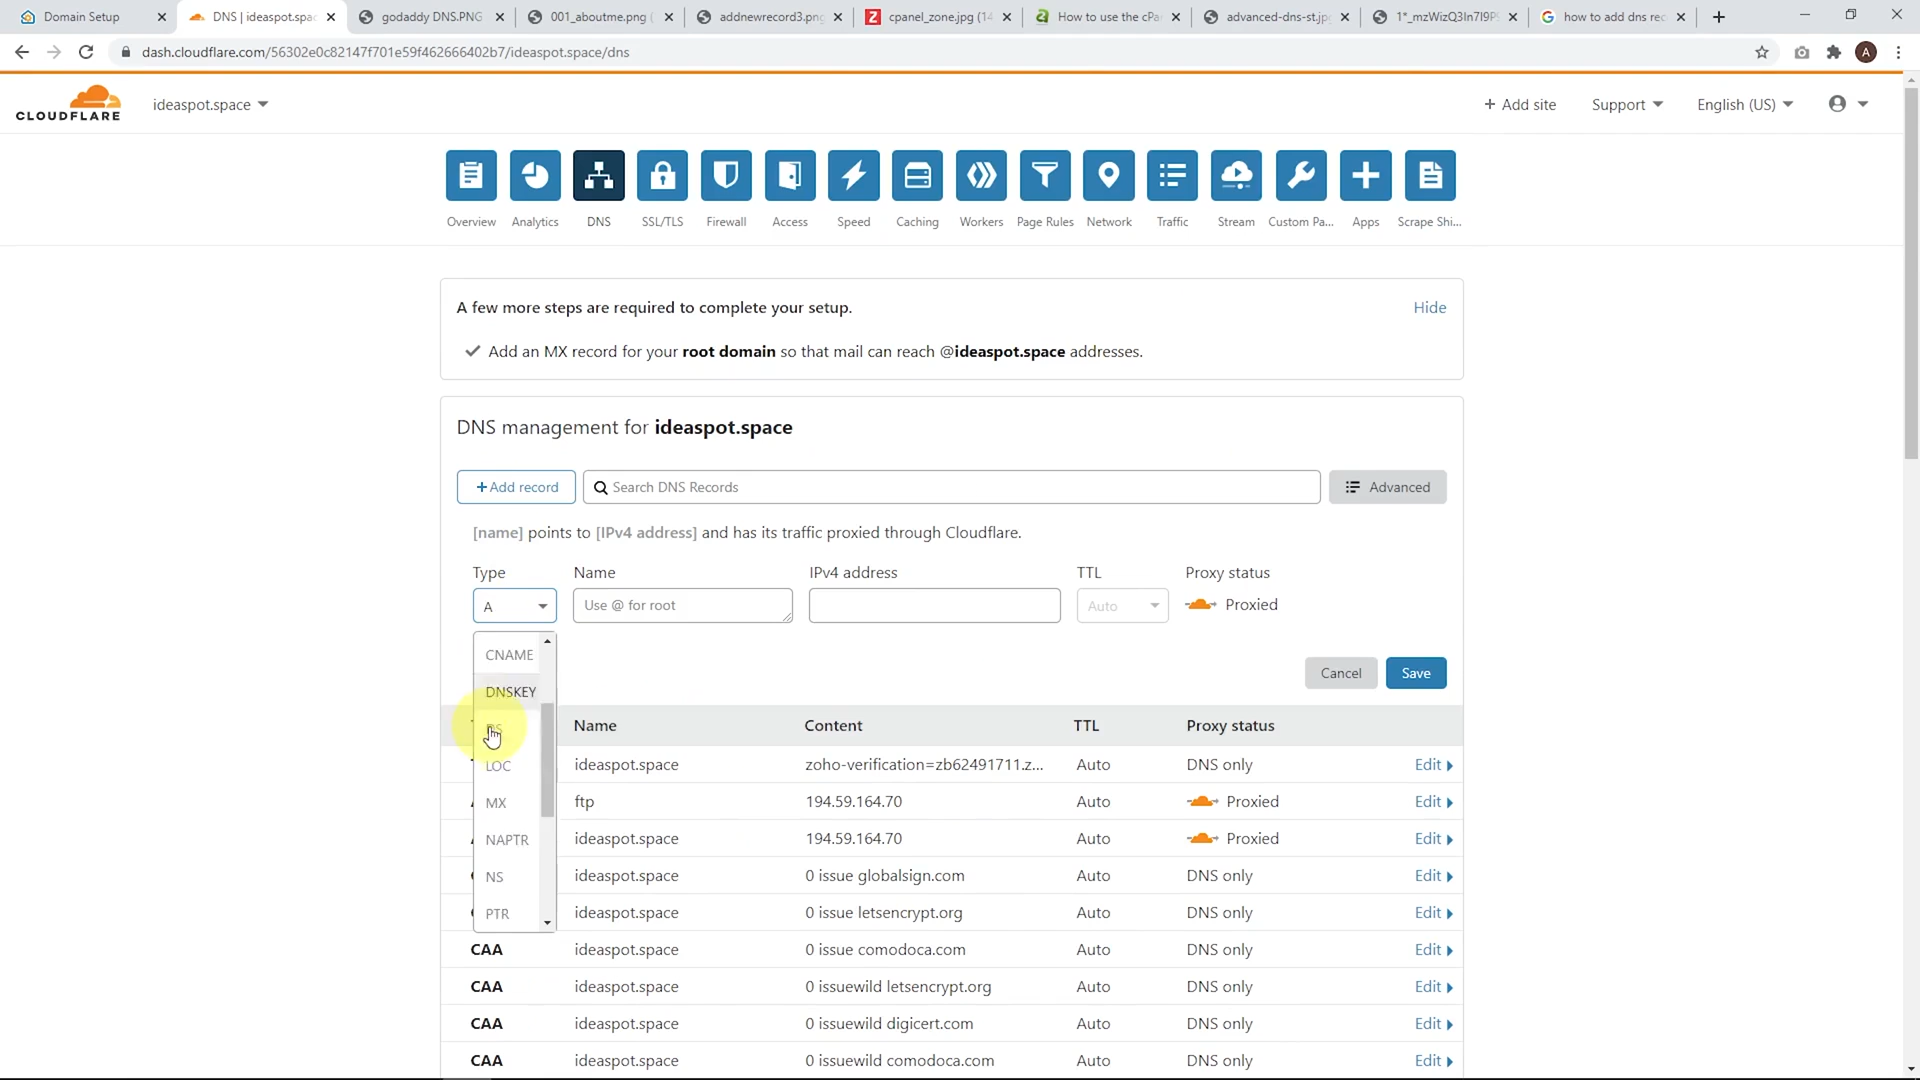 Domain Setup
DNS | ideaspot.spac
godaddy DNS.PNG
001_aboutme.png (
addnewrecord3.pn
cpanel_zone.jpg (14
How to use the cPa
advanced-dns-st.jp
how to add dns rec
dash.cloudflare.com/56302e0c82147f701e59f462666402b7/ideaspot.space/dns
A
CLOUDFLARE
ideaspot.space
+ Add site
Support
English (US)
Overview
Analytics
DNS
SSL/TLS
Firewall
Access
Speed
Caching
Workers
Page Rules
Network
Traffic
Stream
Custom Pa...
Apps
Scrape Shi...
A few more steps are required to complete your setup.
Hide
Add an MX record for your root domain so that mail can reach @ideaspot.space addresses.
DNS management for ideaspot.space
+ Add record
Search DNS Records
Advanced
[name] points to [IPv4 address] and has its traffic proxied through Cloudflare.
Type
Name
IPv4 address
TTL
Proxy status
A
Use @ for root
Auto
Proxied
CNAME
DNSKEY
DS
LOC
MX
NAPTR
NS
PTR
Cancel
Save
Name Content TTL Proxy status
ideaspot.space zoho-verification=zb62491711.z... Auto DNS only Edit
ftp 194.59.164.70 Auto Proxied Edit
ideaspot.space 194.59.164.70 Auto Proxied Edit
ideaspot.space 0 issue globalsign.com Auto DNS only Edit
ideaspot.space 0 issue letsencrypt.org Auto DNS only Edit
CAA ideaspot.space 0 issue comodoca.com Auto DNS only Edit
CAA ideaspot.space 0 issuewild letsencrypt.org Auto DNS only Edit
CAA ideaspot.space 0 issuewild digicert.com Auto DNS only Edit
CAA ideaspot.space 0 issuewild comodoca.com Auto DNS only Edit